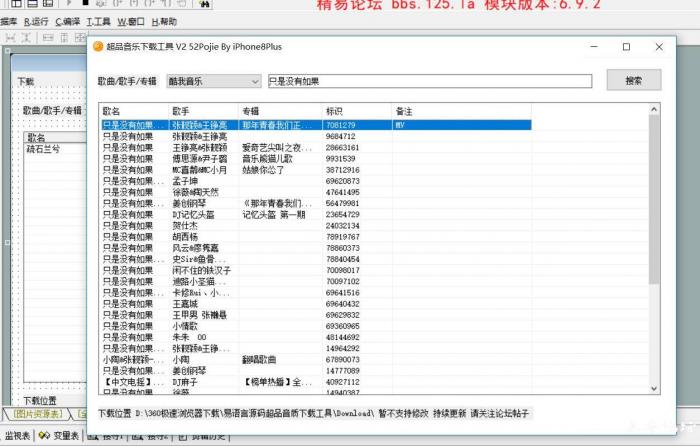 精易论坛 bbs.125.la 模块版本:6.9.2
据库 R.运行 C.编译 T.工具 W.窗口 H.帮助
超品音乐下载工具 V2 52Pojie By iPhone8Plus
下载
歌曲/歌手/专辑 酷我音乐 只是没有如果 搜索
歌曲/歌手/专辑
歌名
疏石兰兮
歌名 歌手 专辑 标识 备注
只是没有如果... 张靓颖&王铮亮 那年青春我们正... 7081279 MV
只是没有如果 张靓颖&王铮亮 9684712
只是没有如果 王铮亮&张靓颖 爱奇艺尖叫之夜... 28663161
只是没有如果 傅思源&尹子鹦 音乐熊猫儿歌 9931539
只是没有如果 MC喜鹊&MC小月 姑娘你怂了 38712916
只是没有如果... 孟子坤 69620873
只是没有如果 徐薇&陶天然 47641495
只是没有如果... 姜创钢琴 《那年青春我们... 56479981
只是没有如果 DJ记忆头盔 记忆头盔 第一期 23654729
只是没有如果 贺仕杰 24032134
只是没有如果 胡西杨 78919767
只是没有如果 风云&廖隽嘉 78860373
只是没有如果... 史Sir&鱼骨... 78840454
只是没有如果 闲不住的铁汉子 70098017
只是没有如果 迪路小圣猫... 70097102
只是没有如果... 卡修Rui、小... 69641516
只是没有如果 王嘉城 69640432
只是没有如果 王甲男 张襰悬 69629832
只是没有如果 小情歌 69360965
只是没有如果 朱朱 OO 48144692
只是没有如果... 张靓颖&王铮... 14964292
小陶&张靓颖-... 小陶 翻唱歌曲 67890073
只是没有如果 姜创钢琴 14777089
【中文电摇】... DJ麻子 【榜单热播】全... 40927112
只是没有如果 徐薇 14940387
下载位置 D:\360极速浏览器下载\易语言源码超品音质下载工具\Download\ 暂不支持修改 持续更新 请关注论坛帖子
下载位置
[图片资源表]
监视表 变量表 剪辑历史